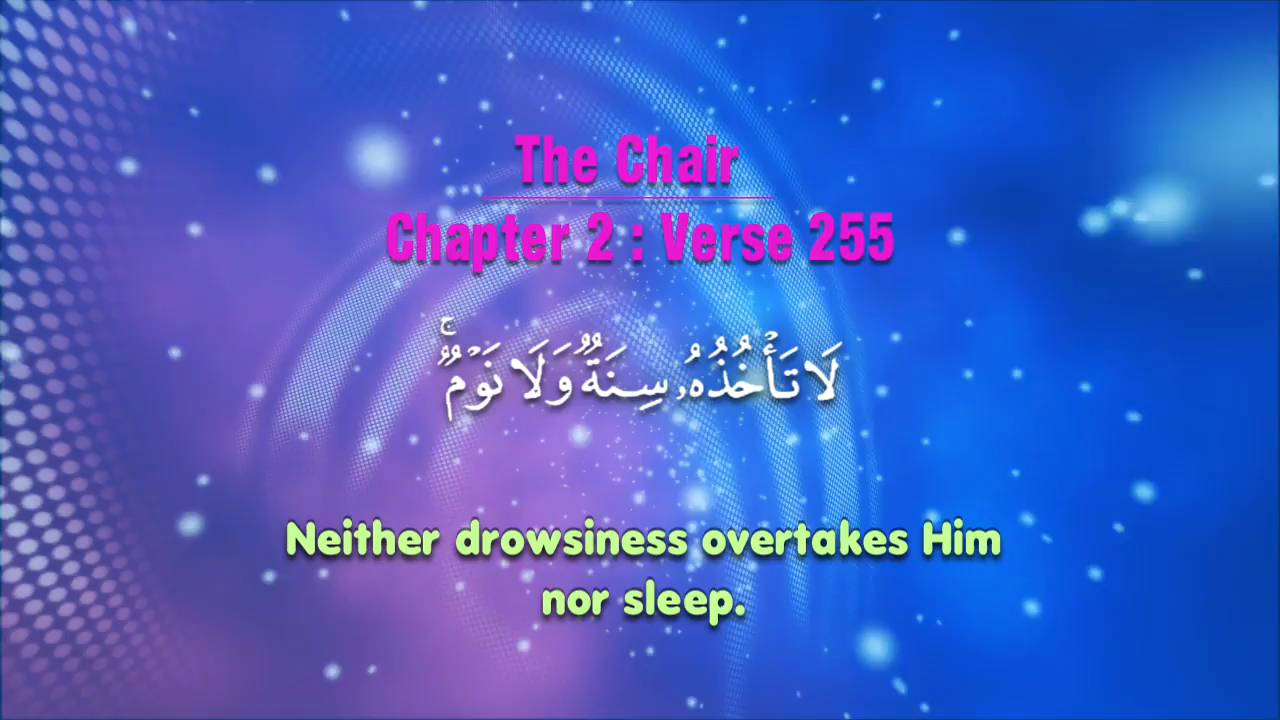 The Chair
Chapter 2 : Verse 255
لَا تَأْخُذُهُۥ سِنَةٌۭ وَلَا نَوْمٌۭ ۚ
Neither drowsiness overtakes Him
nor sleep.